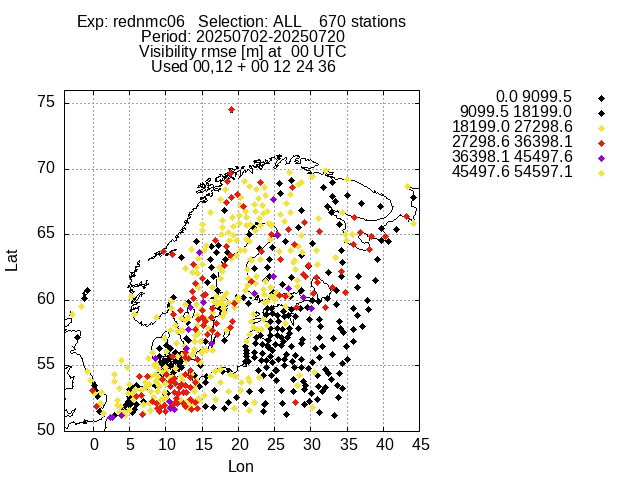 Exp: rednmc06 Selection: ALL 670 stations
Period: 20250702-20250720
Visibility rmse [m] at 00 UTC
Used 00,12 + 00 12 24 36
0.0 9099.5
9099.5 18199.0
18199.0 27298.6
27298.6 36398.1
36398.1 45497.6
45497.6 54597.1
75
70
65
60
55
50
Lat
0 5 10 15 20 25 30 35 40 45
Lon